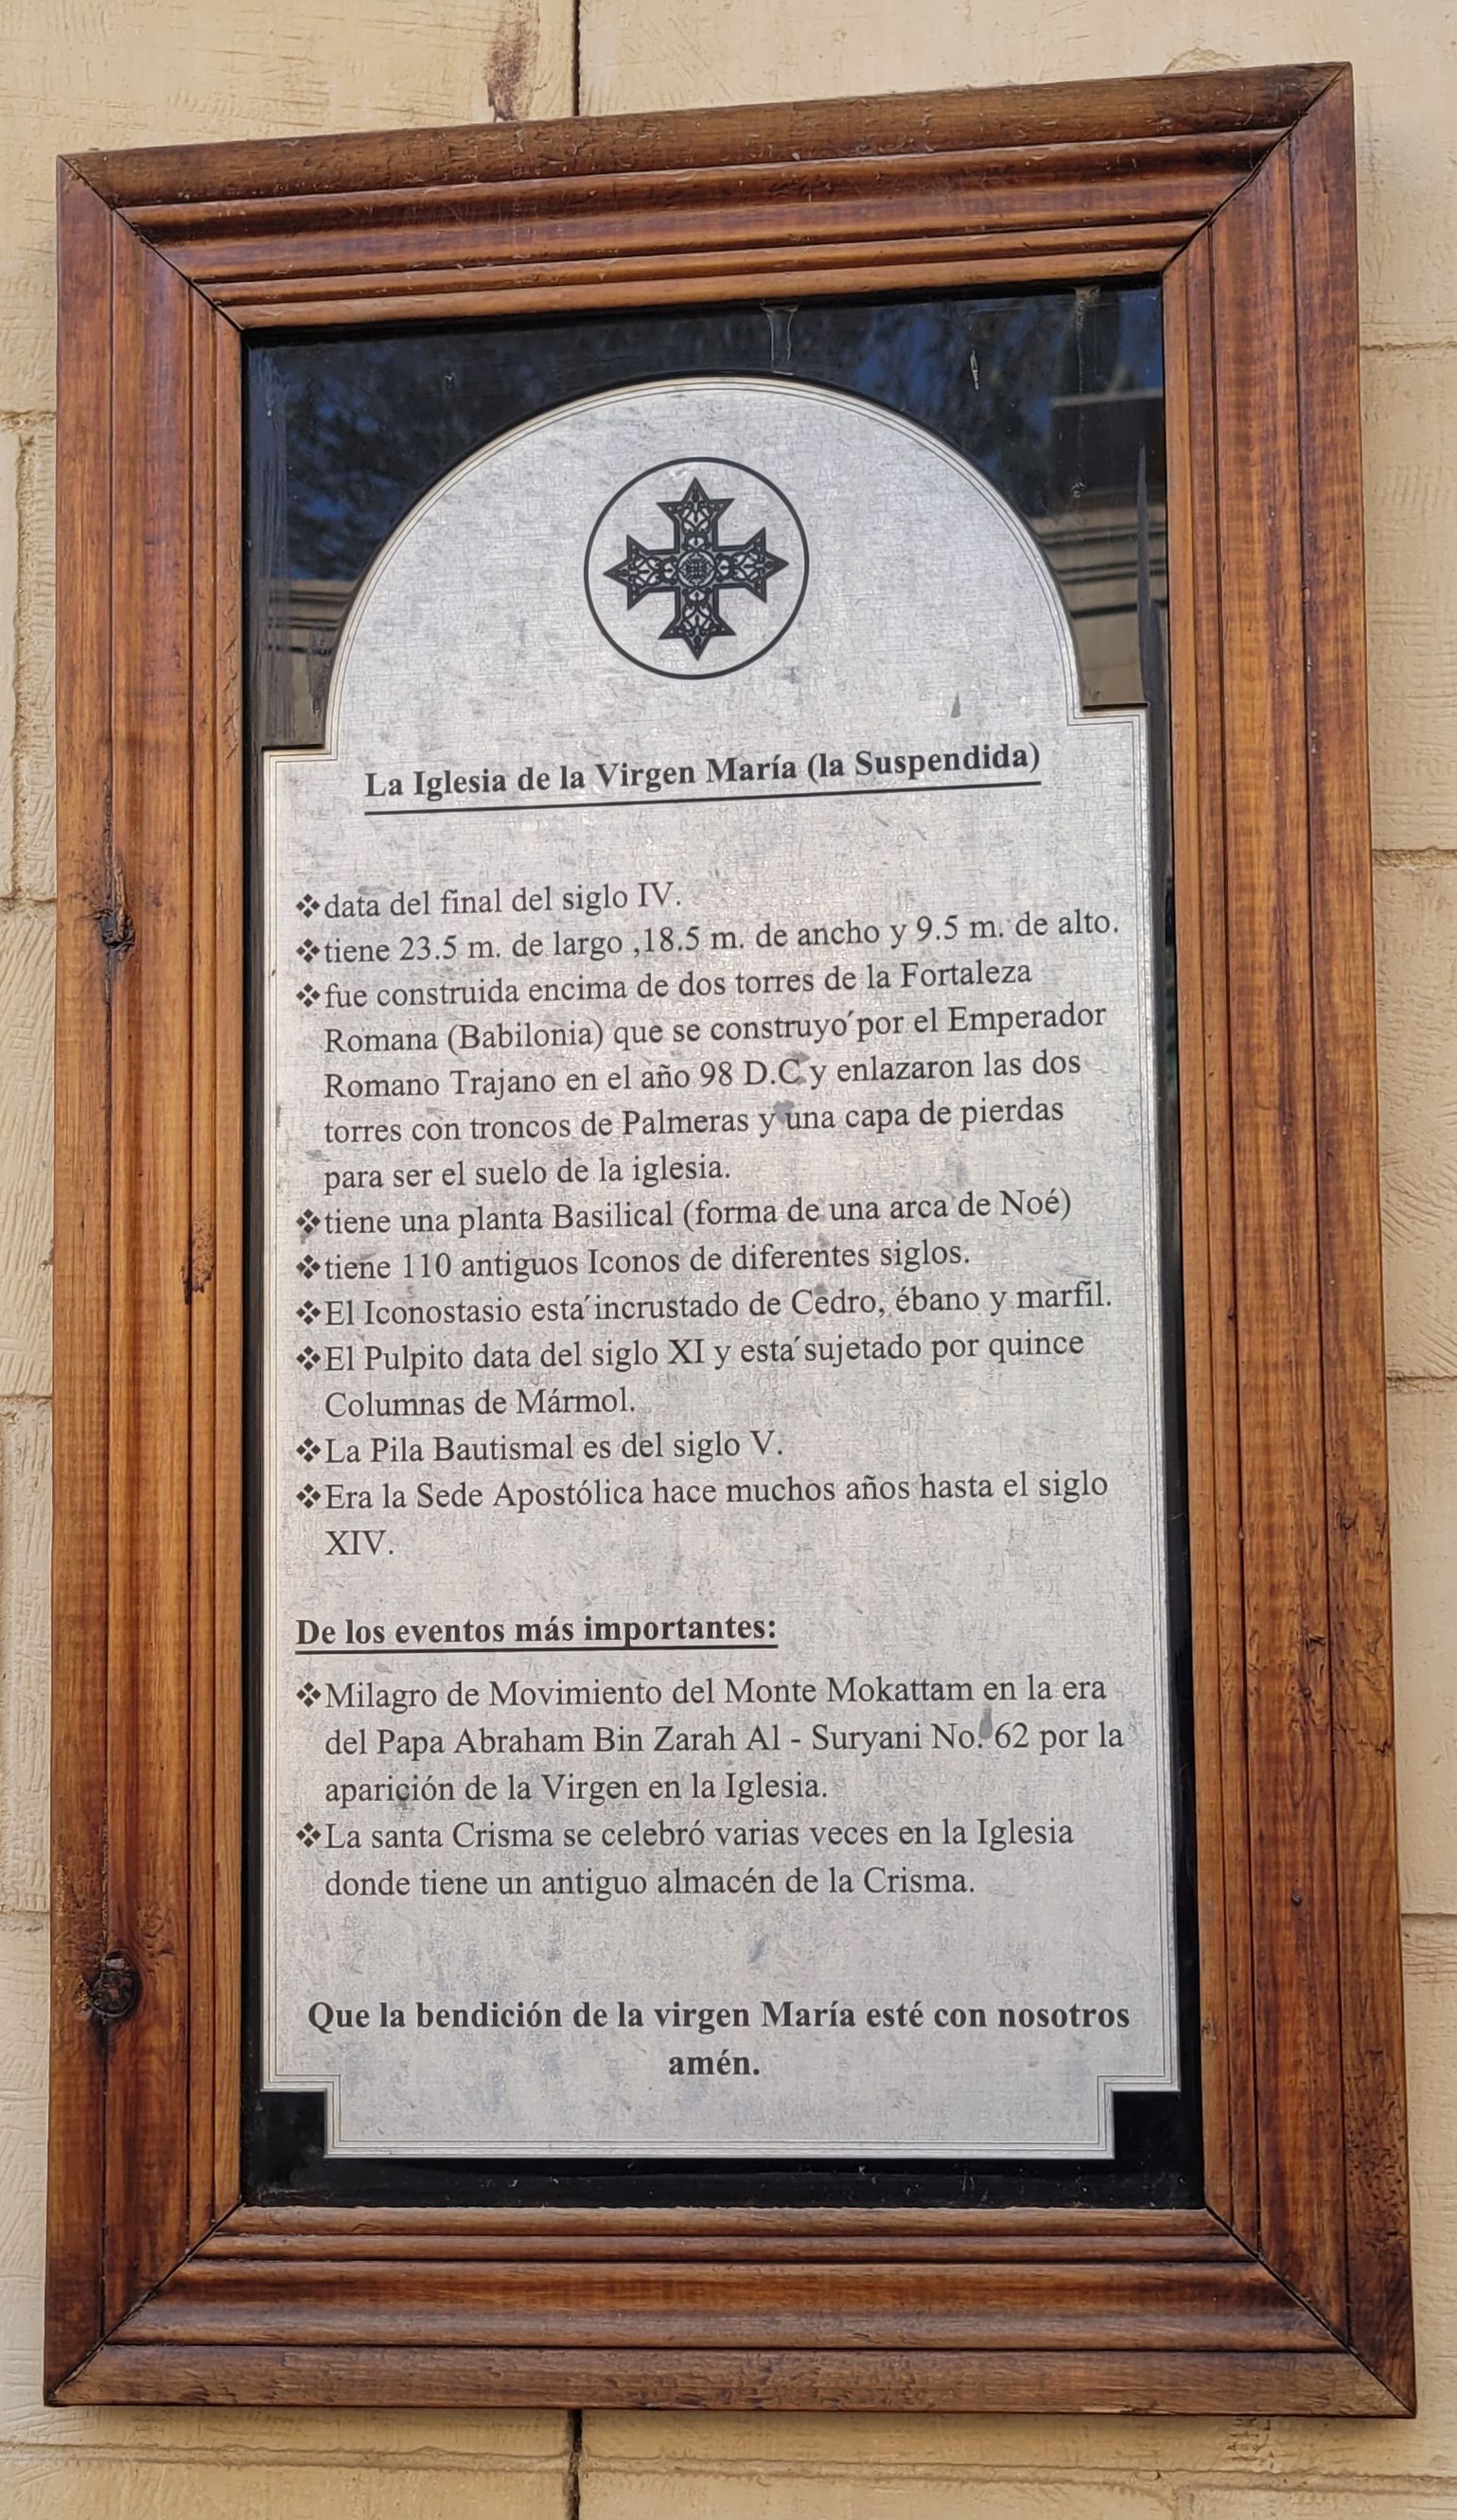 La Iglesia de la Virgen María (la Suspendida)
❖data del final del siglo IV.
❖tiene 23.5 m. de largo ,18.5 m. de ancho y 9.5 m. de alto.
❖fue construida encima de dos torres de la Fortaleza
Romana (Babilonia) que se construyo´por el Emperador
Romano Trajano en el año 98 D.C y enlazaron las dos
torres con troncos de Palmeras y una capa de pierdas
para ser el suelo de la iglesia.
❖tiene una planta Basilical (forma de una arca de Noé)
❖tiene 110 antiguos Iconos de diferentes siglos.
❖El Iconostasio esta´incrustado de Cedro, ébano y marfil.
❖El Pulpito data del siglo XI y esta´sujetado por quince
Columnas de Mármol.
❖La Pila Bautismal es del siglo V.
❖Era la Sede Apostólica hace muchos años hasta el siglo
XIV.
De los eventos más importantes:
❖Milagro de Movimiento del Monte Mokattam en la era
del Papa Abraham Bin Zarah Al - Suryani No. 62 por la
aparición de la Virgen en la Iglesia.
❖La santa Crisma se celebró varias veces en la Iglesia
donde tiene un antiguo almacén de la Crisma.
Que la bendición de la virgen María esté con nosotros
amén.